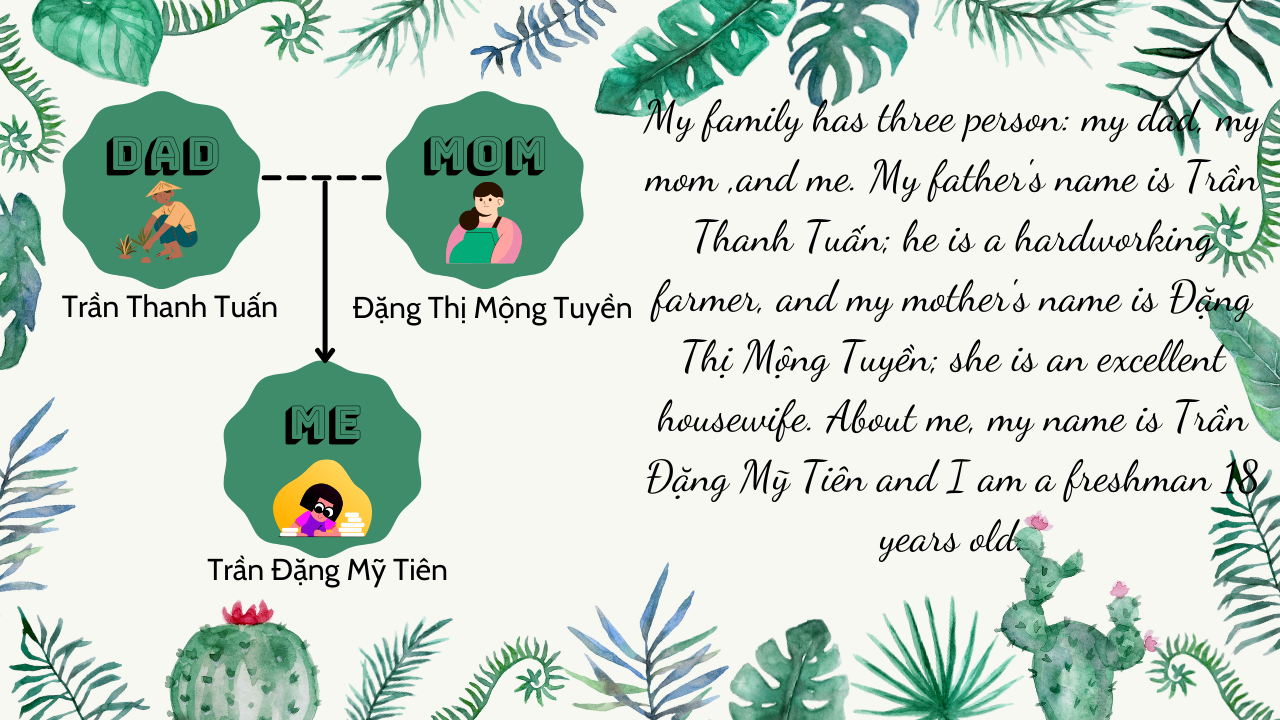 DAD
MOM
Trần Thanh Tuấn
Đặng Thị Mộng Tuyền
ME
Trần Đặng Mỹ Tiên
My family has three person: my dad, my
mom ,and me. My father's name is Trần
Thanh Tuấn; he is a hardworking
farmer, and my mother's name is Đặng
Thị Mộng Tuyền; she is an excellent
housewife. About me, my name is Trần
Đặng Mỹ Tiên and I am a freshman 18
years old.